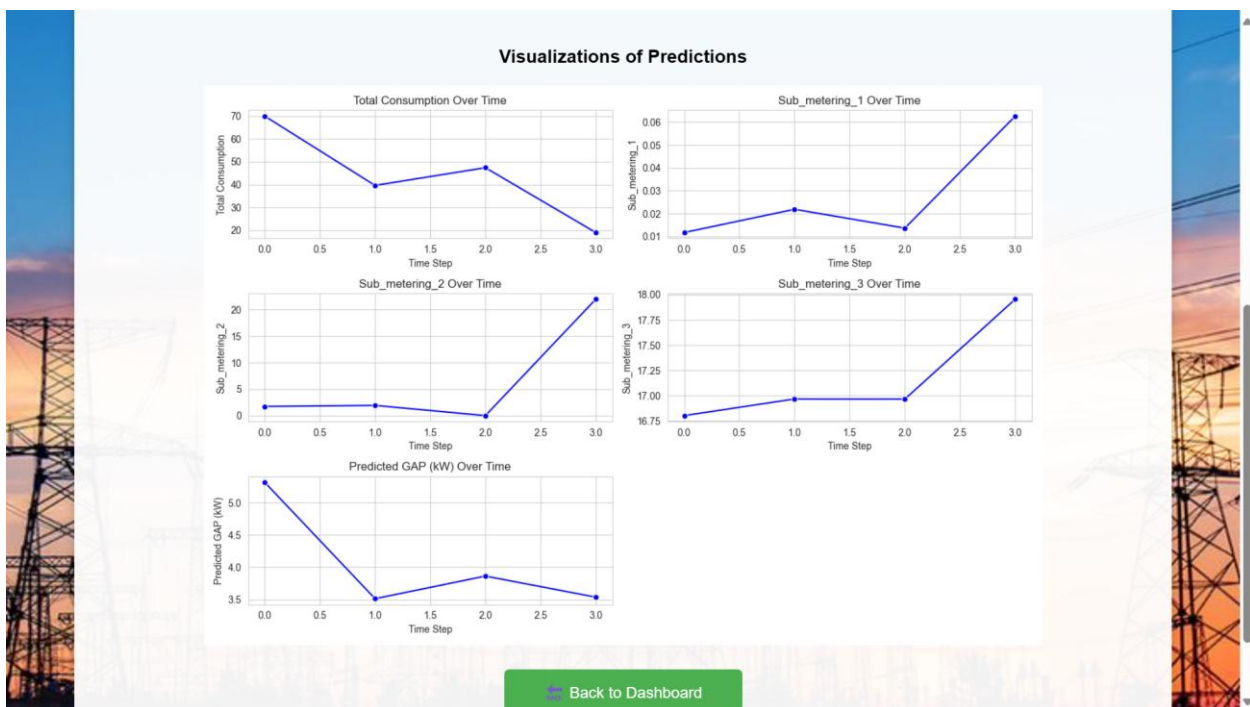 Visualizations of Predictions
Total Consumption Over Time
Total Consumption
70
60
50
40
30
20
0.0 0.5 1.0 1.5 2.0 2.5 3.0
Time Step
Sub_metering_1 Over Time
Sub_metering_1
0.06
0.05
0.04
0.03
0.02
0.01
0.0 0.5 1.0 1.5 2.0 2.5 3.0
Time Step
Sub_metering_2 Over Time
Sub_metering_2
20
15
10
5
0
0.0 0.5 1.0 1.5 2.0 2.5 3.0
Time Step
Sub_metering_3 Over Time
Sub_metering_3
18.00
17.75
17.50
17.25
17.00
16.75
0.0 0.5 1.0 1.5 2.0 2.5 3.0
Time Step
Predicted GAP (kW) Over Time
Predicted GAP (kW)
5.0
4.5
4.0
3.5
0.0 0.5 1.0 1.5 2.0 2.5 3.0
Time Step
Back to Dashboard